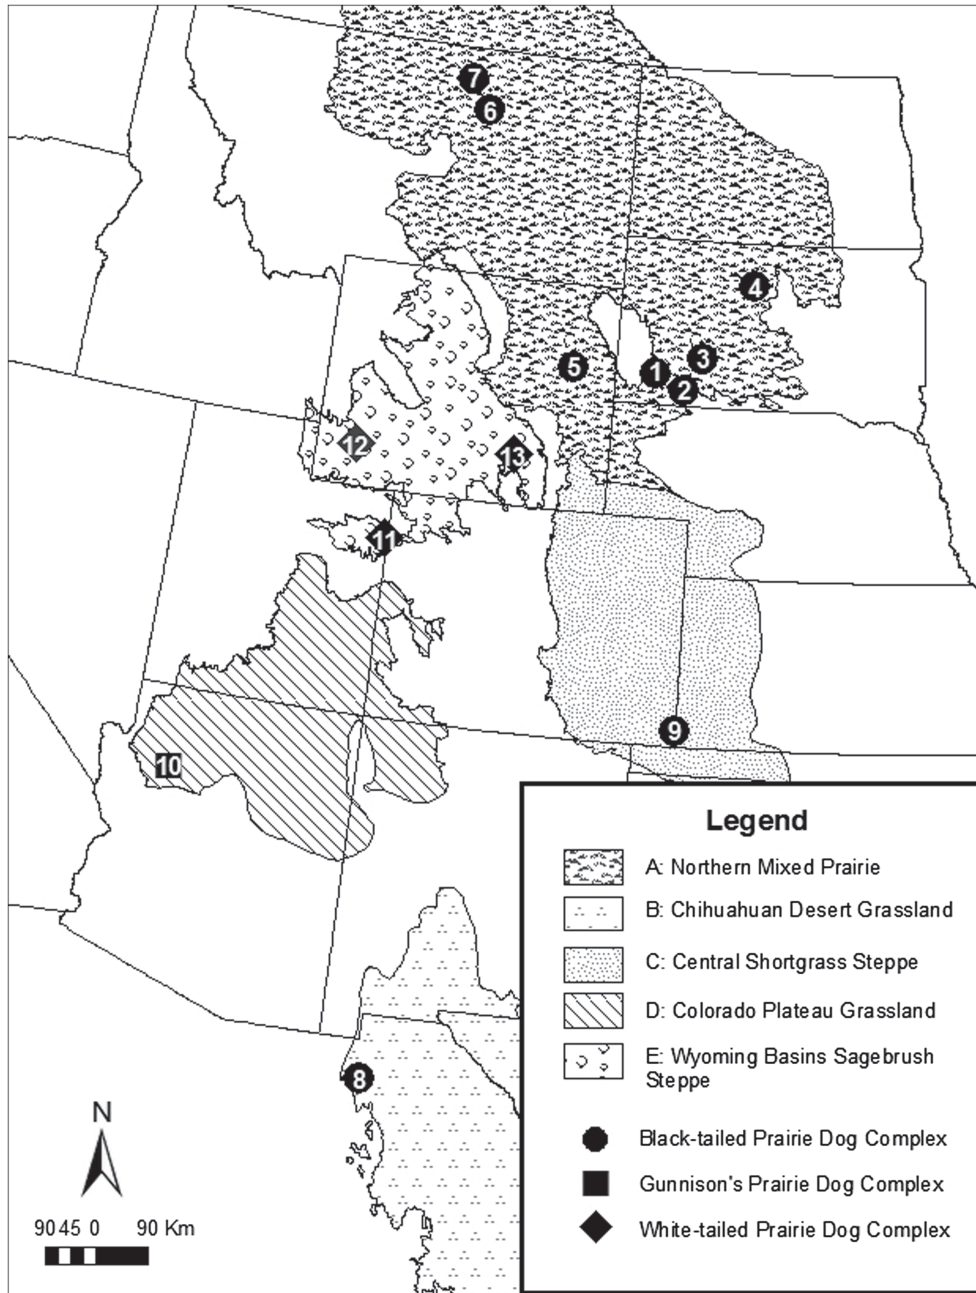 7
6
4
3
5
1
2
12
13
11
9
10
8
Legend
A: Northern Mixed Prairie
B: Chihuahuan Desert Grassland
C: Central Shortgrass Steppe
D: Colorado Plateau Grassland
E: Wyoming Basins Sagebrush
Steppe
Black-tailed Prairie Dog Complex
Gunnison's Prairie Dog Complex
White-tailed Prairie Dog Complex
N
90 45 0 90 Km